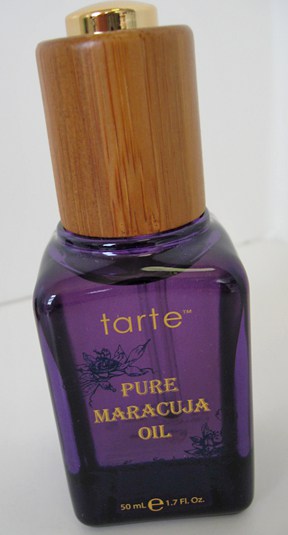 tarte™
PURE
MARACUJA
OIL
50 mL ℮ 1.7 Fl. Oz.